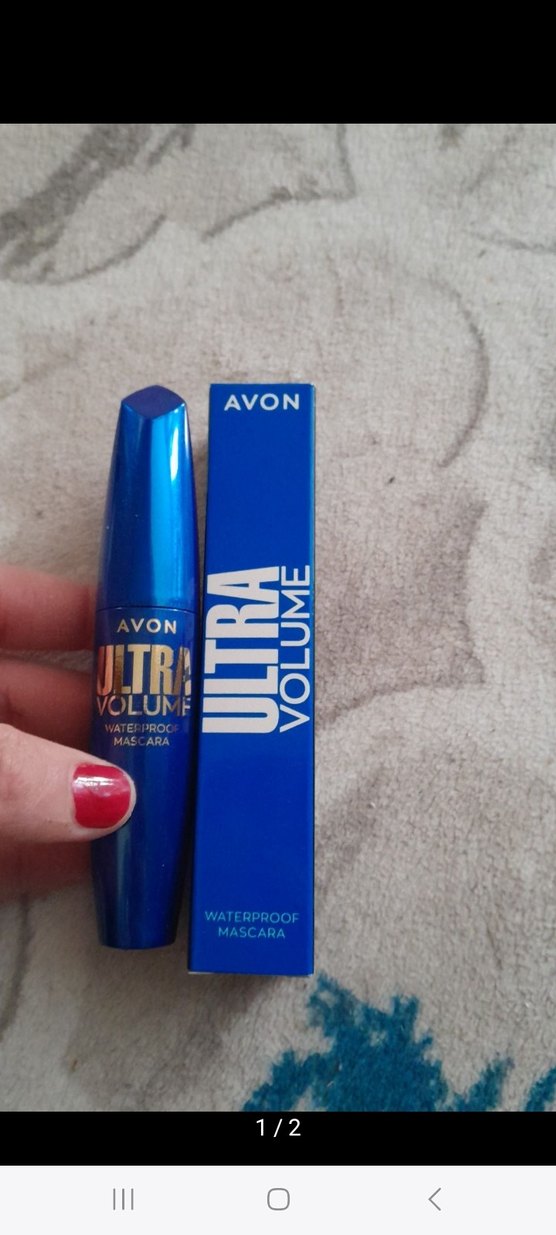 AVON
ULTRA
VOLUME
WATERPROOF
MASCARA
AVON
ULTRA
VOLUME
WATERPROOF
MASCARA
1 / 2